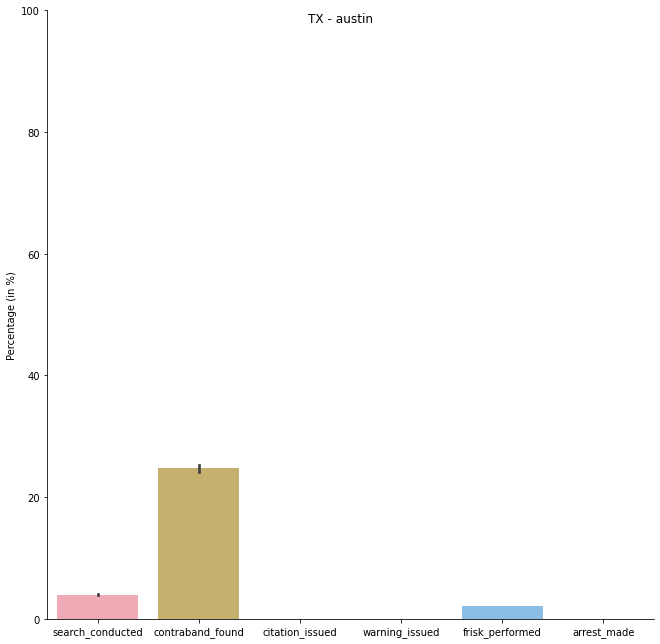 TX - austin
100
80
60
40
20
0
Percentage (in %)
search_conducted contraband_found citation_issued warning_issued frisk_performed arrest_made